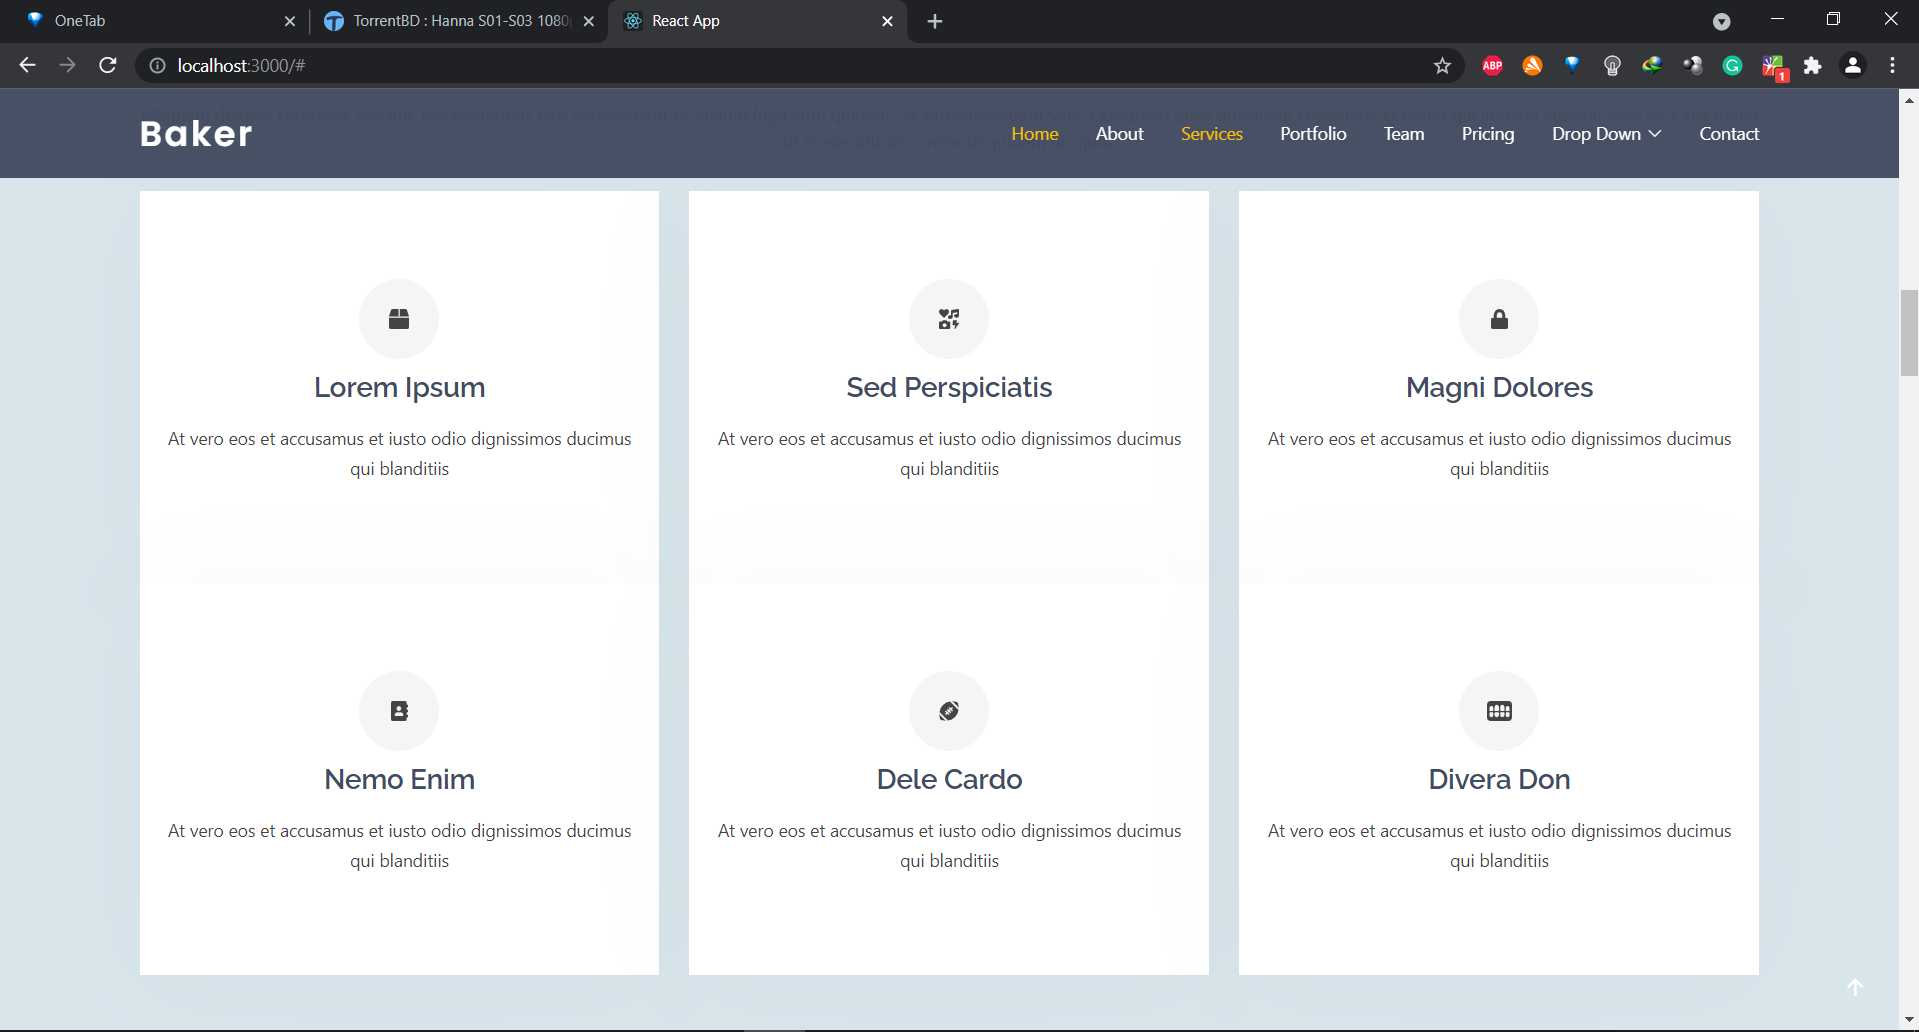 OneTab
TorrentBD : Hanna S01-S03 1080
React App
localhost:3000/#
ABP
1
Baker
Home
About
Services
Portfolio
Team
Pricing
Drop Down
Contact
Lorem Ipsum
At vero eos et accusamus et iusto odio dignissimos ducimus
qui blanditiis
Sed Perspiciatis
At vero eos et accusamus et iusto odio dignissimos ducimus
qui blanditiis
Magni Dolores
At vero eos et accusamus et iusto odio dignissimos ducimus
qui blanditiis
Nemo Enim
At vero eos et accusamus et iusto odio dignissimos ducimus
qui blanditiis
Dele Cardo
At vero eos et accusamus et iusto odio dignissimos ducimus
qui blanditiis
Divera Don
At vero eos et accusamus et iusto odio dignissimos ducimus
qui blanditiis